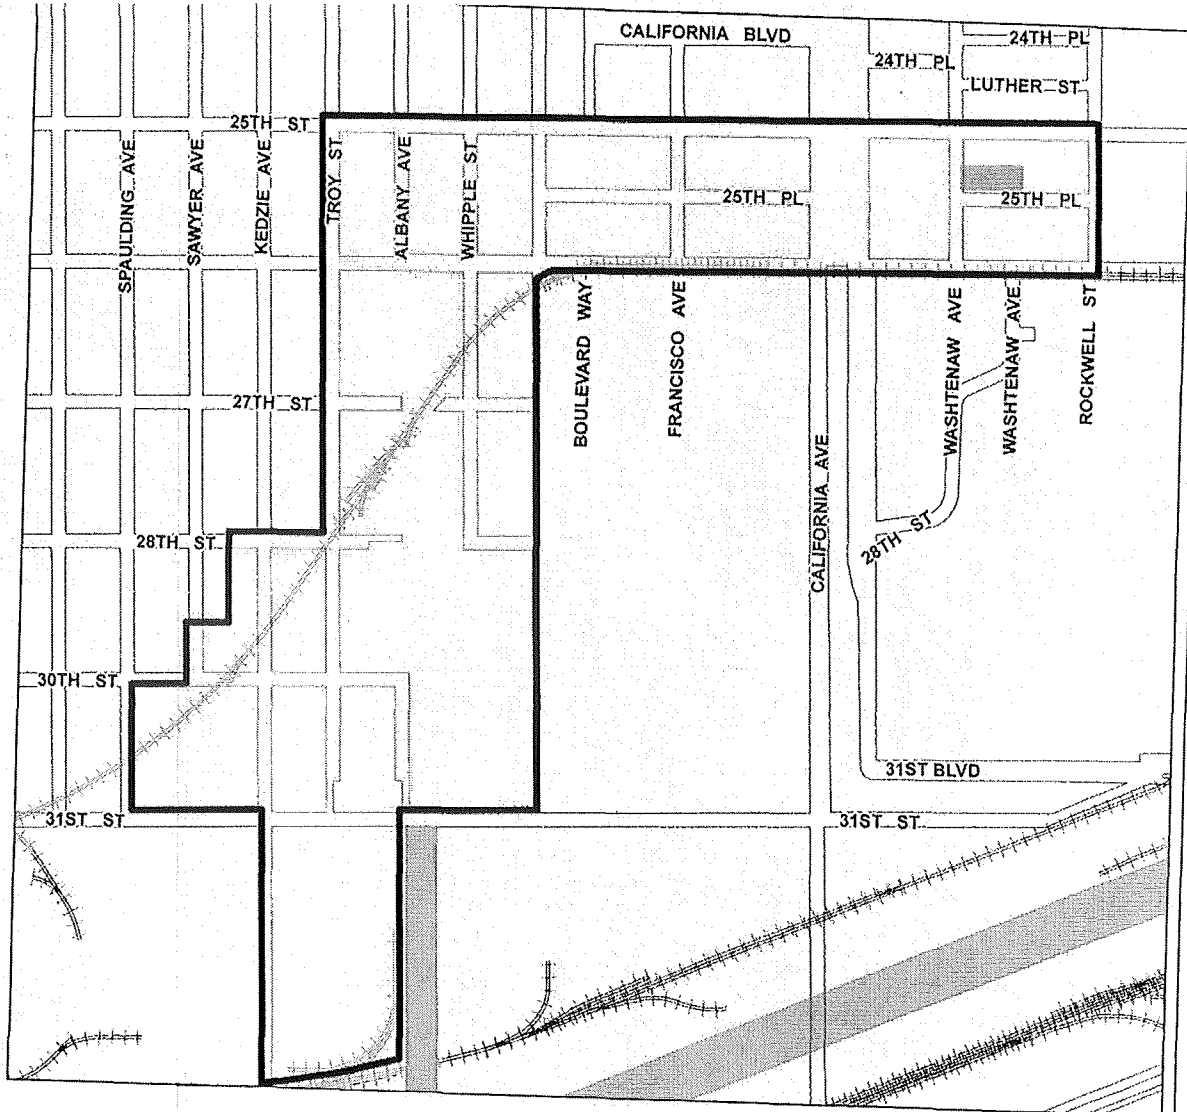 CALIFORNIA BLVD
24TH PL
24TH PL
LUTHER ST
25TH ST
SPAULDING AVE
SAWYER AVE
KEDZIE AVE
TROY ST
ALBANY AVE
WHIPPLE ST
25TH PL
25TH PL
BOULEVARD WAY
FRANCISCO AVE
WASHTENAW AVE
WASHTENAW AVE
ROCKWELL ST
27TH ST
CALIFORNIA AVE
28TH ST
28TH ST
30TH ST
31ST BLVD
31ST ST
31ST ST